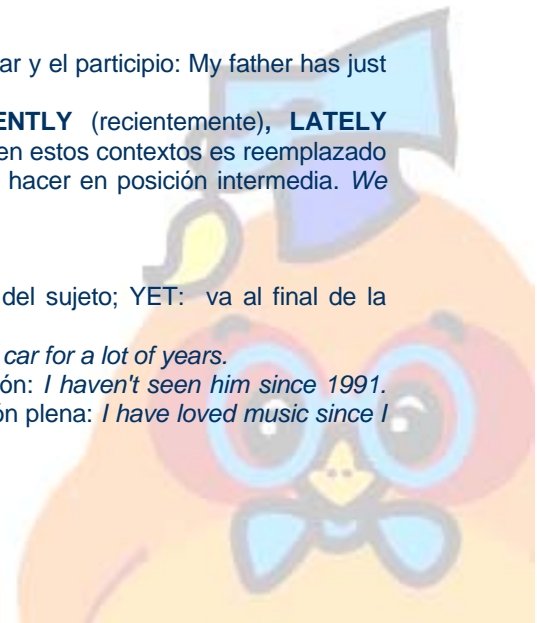 ar y el participio: My father has just
ENTLY (recientemente), LATELY
en estos contextos es reemplazado
hacer en posición intermedia. We
del sujeto; YET: va al final de la
car for a lot of years.
ón: I haven't seen him since 1991.
ón plena: I have loved music since I